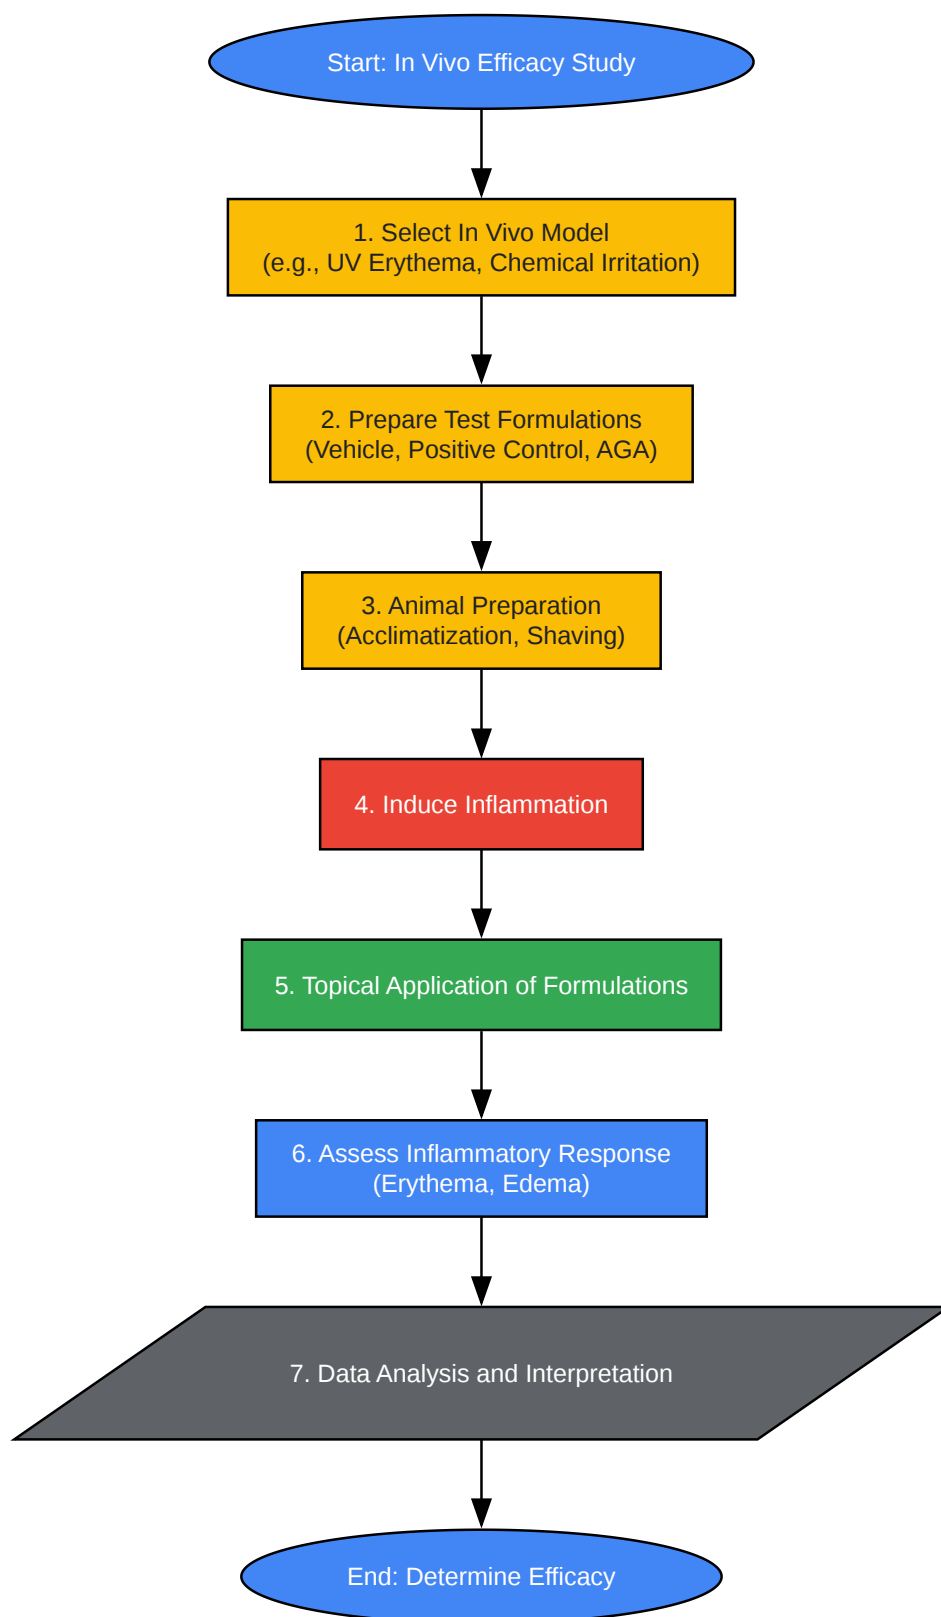 Start: In Vivo Efficacy Study
1. Select In Vivo Model
(e.g., UV Erythema, Chemical Irritation)
2. Prepare Test Formulations
(Vehicle, Positive Control, AGA)
3. Animal Preparation
(Acclimatization, Shaving)
4. Induce Inflammation
5. Topical Application of Formulations
6. Assess Inflammatory Response
(Erythema, Edema)
7. Data Analysis and Interpretation
End: Determine Efficacy